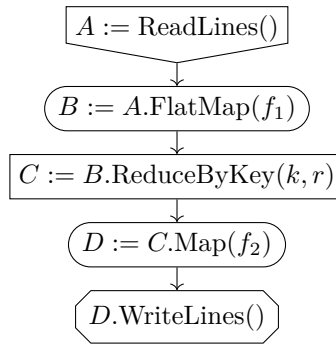 A := ReadLines()
B := A.FlatMap(f₁)
C := B.ReduceByKey(k, r)
D := C.Map(f₂)
D.WriteLines()